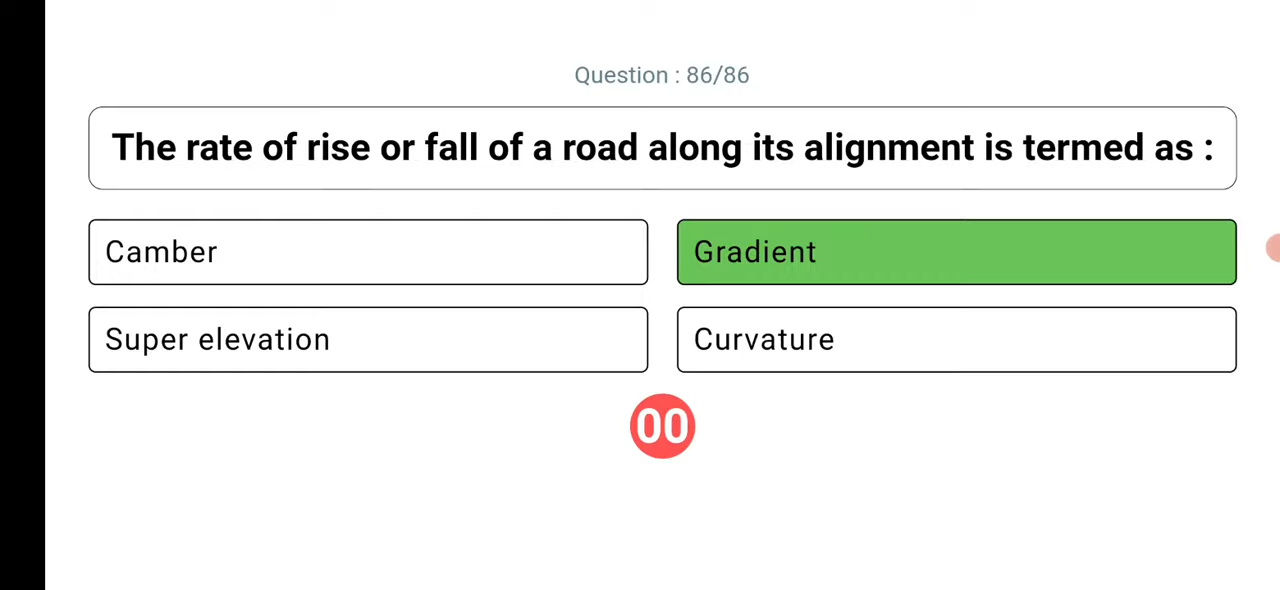 Question : 86/86
The rate of rise or fall of a road along its alignment is termed as :
Camber
Gradient
Super elevation
Curvature
00